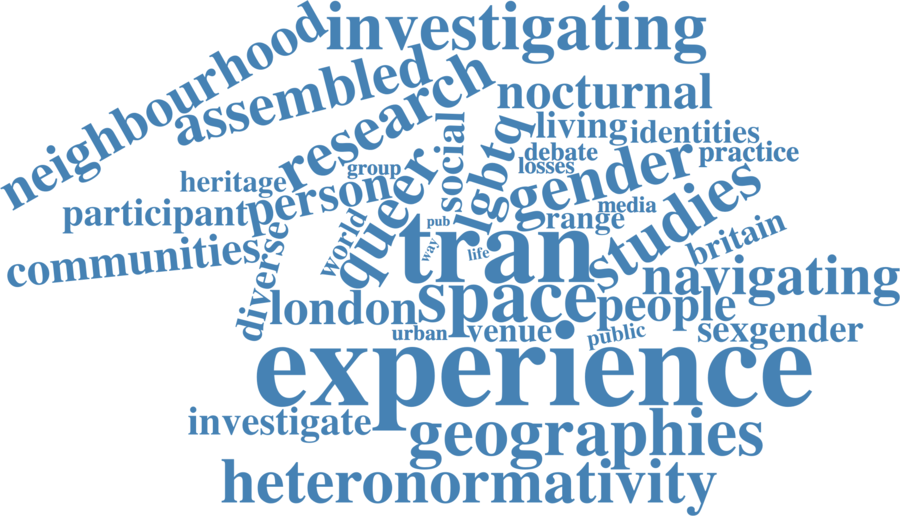 neighbourhood
investigating
assembled
research
nocturnal
social
lgbtq
living
identities
debate
losses
gender
practice
group
heritage
person
queer
participant
pub
range
media
studies
communities
diverse
world
tran
way
life
britain
navigating
london
space
people
urban
venue
public
sexgender
experience
investigate
geographies
heteronormativity